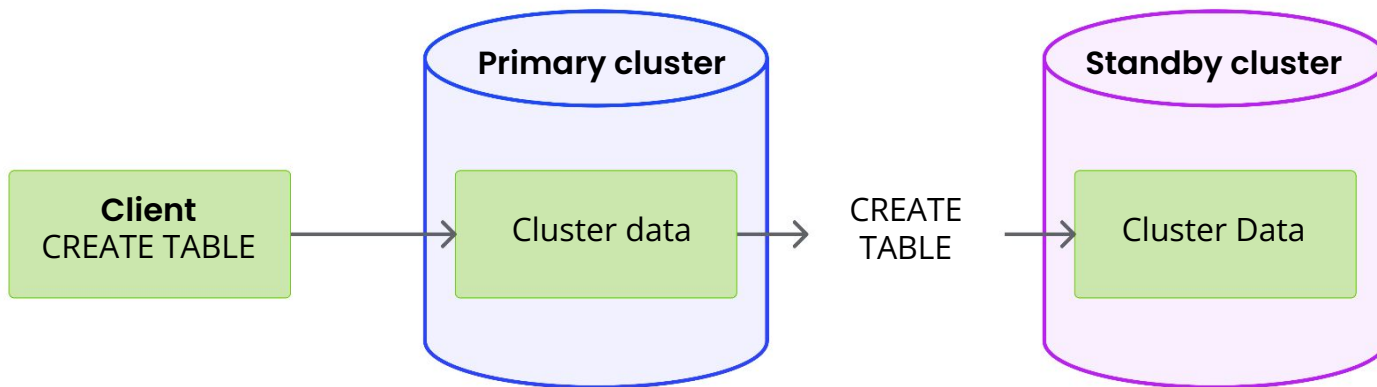 Primary cluster
Standby cluster
Client
CREATE TABLE
Cluster data
CREATE
TABLE
Cluster Data